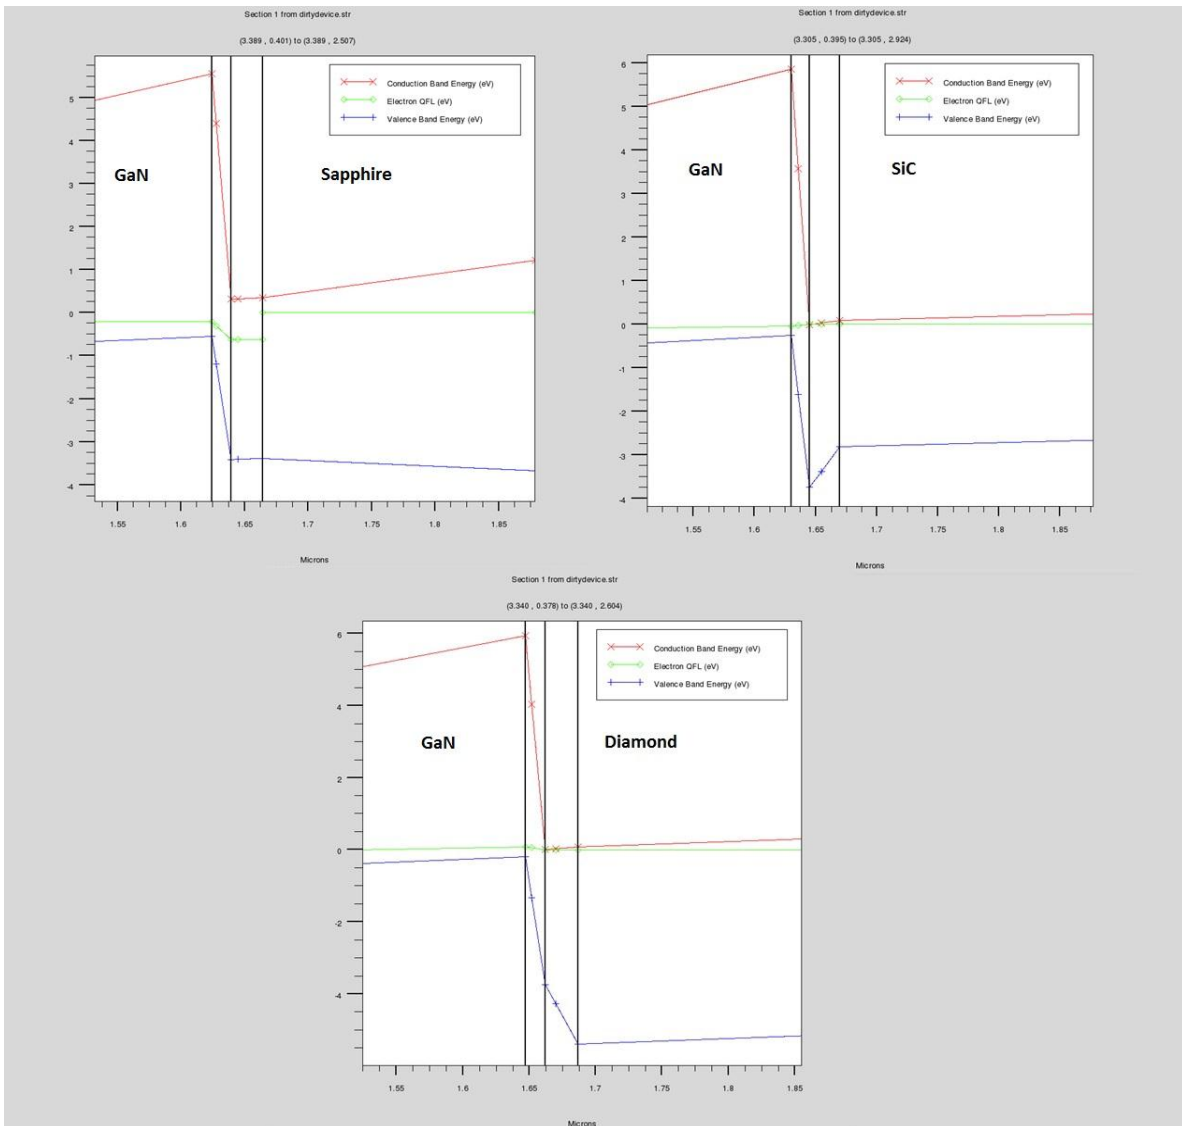 Section 1 from dirtydevice.str
(3.389 , 0.401) to (3.389 , 2.507)
Conduction Band Energy (eV)
Electron QFL (eV)
Valence Band Energy (eV)
GaN
Sapphire
5
4
3
2
1
0
-1
-2
-3
-4
1.55 1.6 1.65 1.7 1.75 1.8 1.85
Microns
Section 1 from dirtydevice.str
(3.305 , 0.395) to (3.305 , 2.924)
Conduction Band Energy (eV)
Electron QFL (eV)
Valence Band Energy (eV)
GaN
SiC
6
5
4
3
2
1
0
-1
-2
-3
-4
1.55 1.6 1.65 1.7 1.75 1.8 1.85
Microns
Section 1 from dirtydevice.str
(3.340 , 0.378) to (3.340 , 2.604)
Conduction Band Energy (eV)
Electron QFL (eV)
Valence Band Energy (eV)
GaN
Diamond
6
4
2
0
-2
-4
1.55 1.6 1.65 1.7 1.75 1.8 1.85
Microns